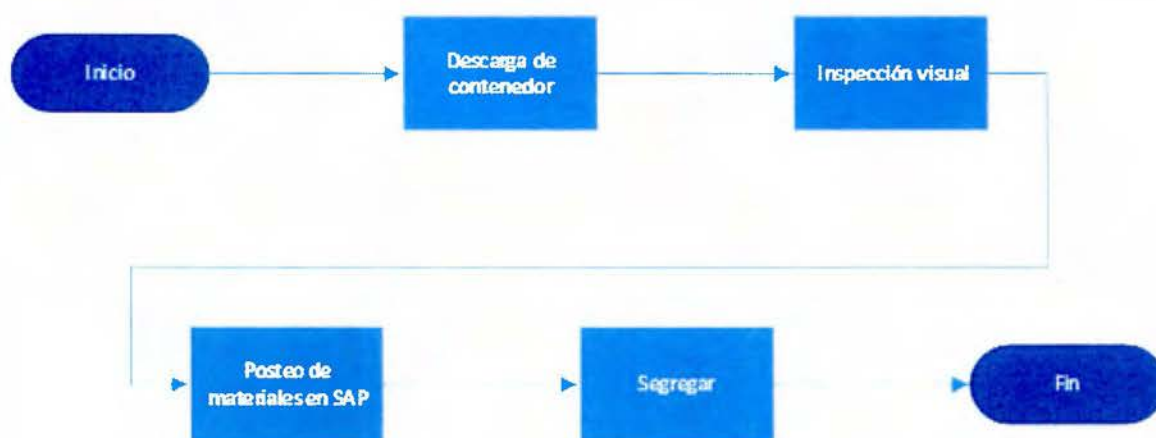 Inicio
Descarga de
contenedor
Inspección visual
Posteo de
materiales en SAP
Segregar
Fin